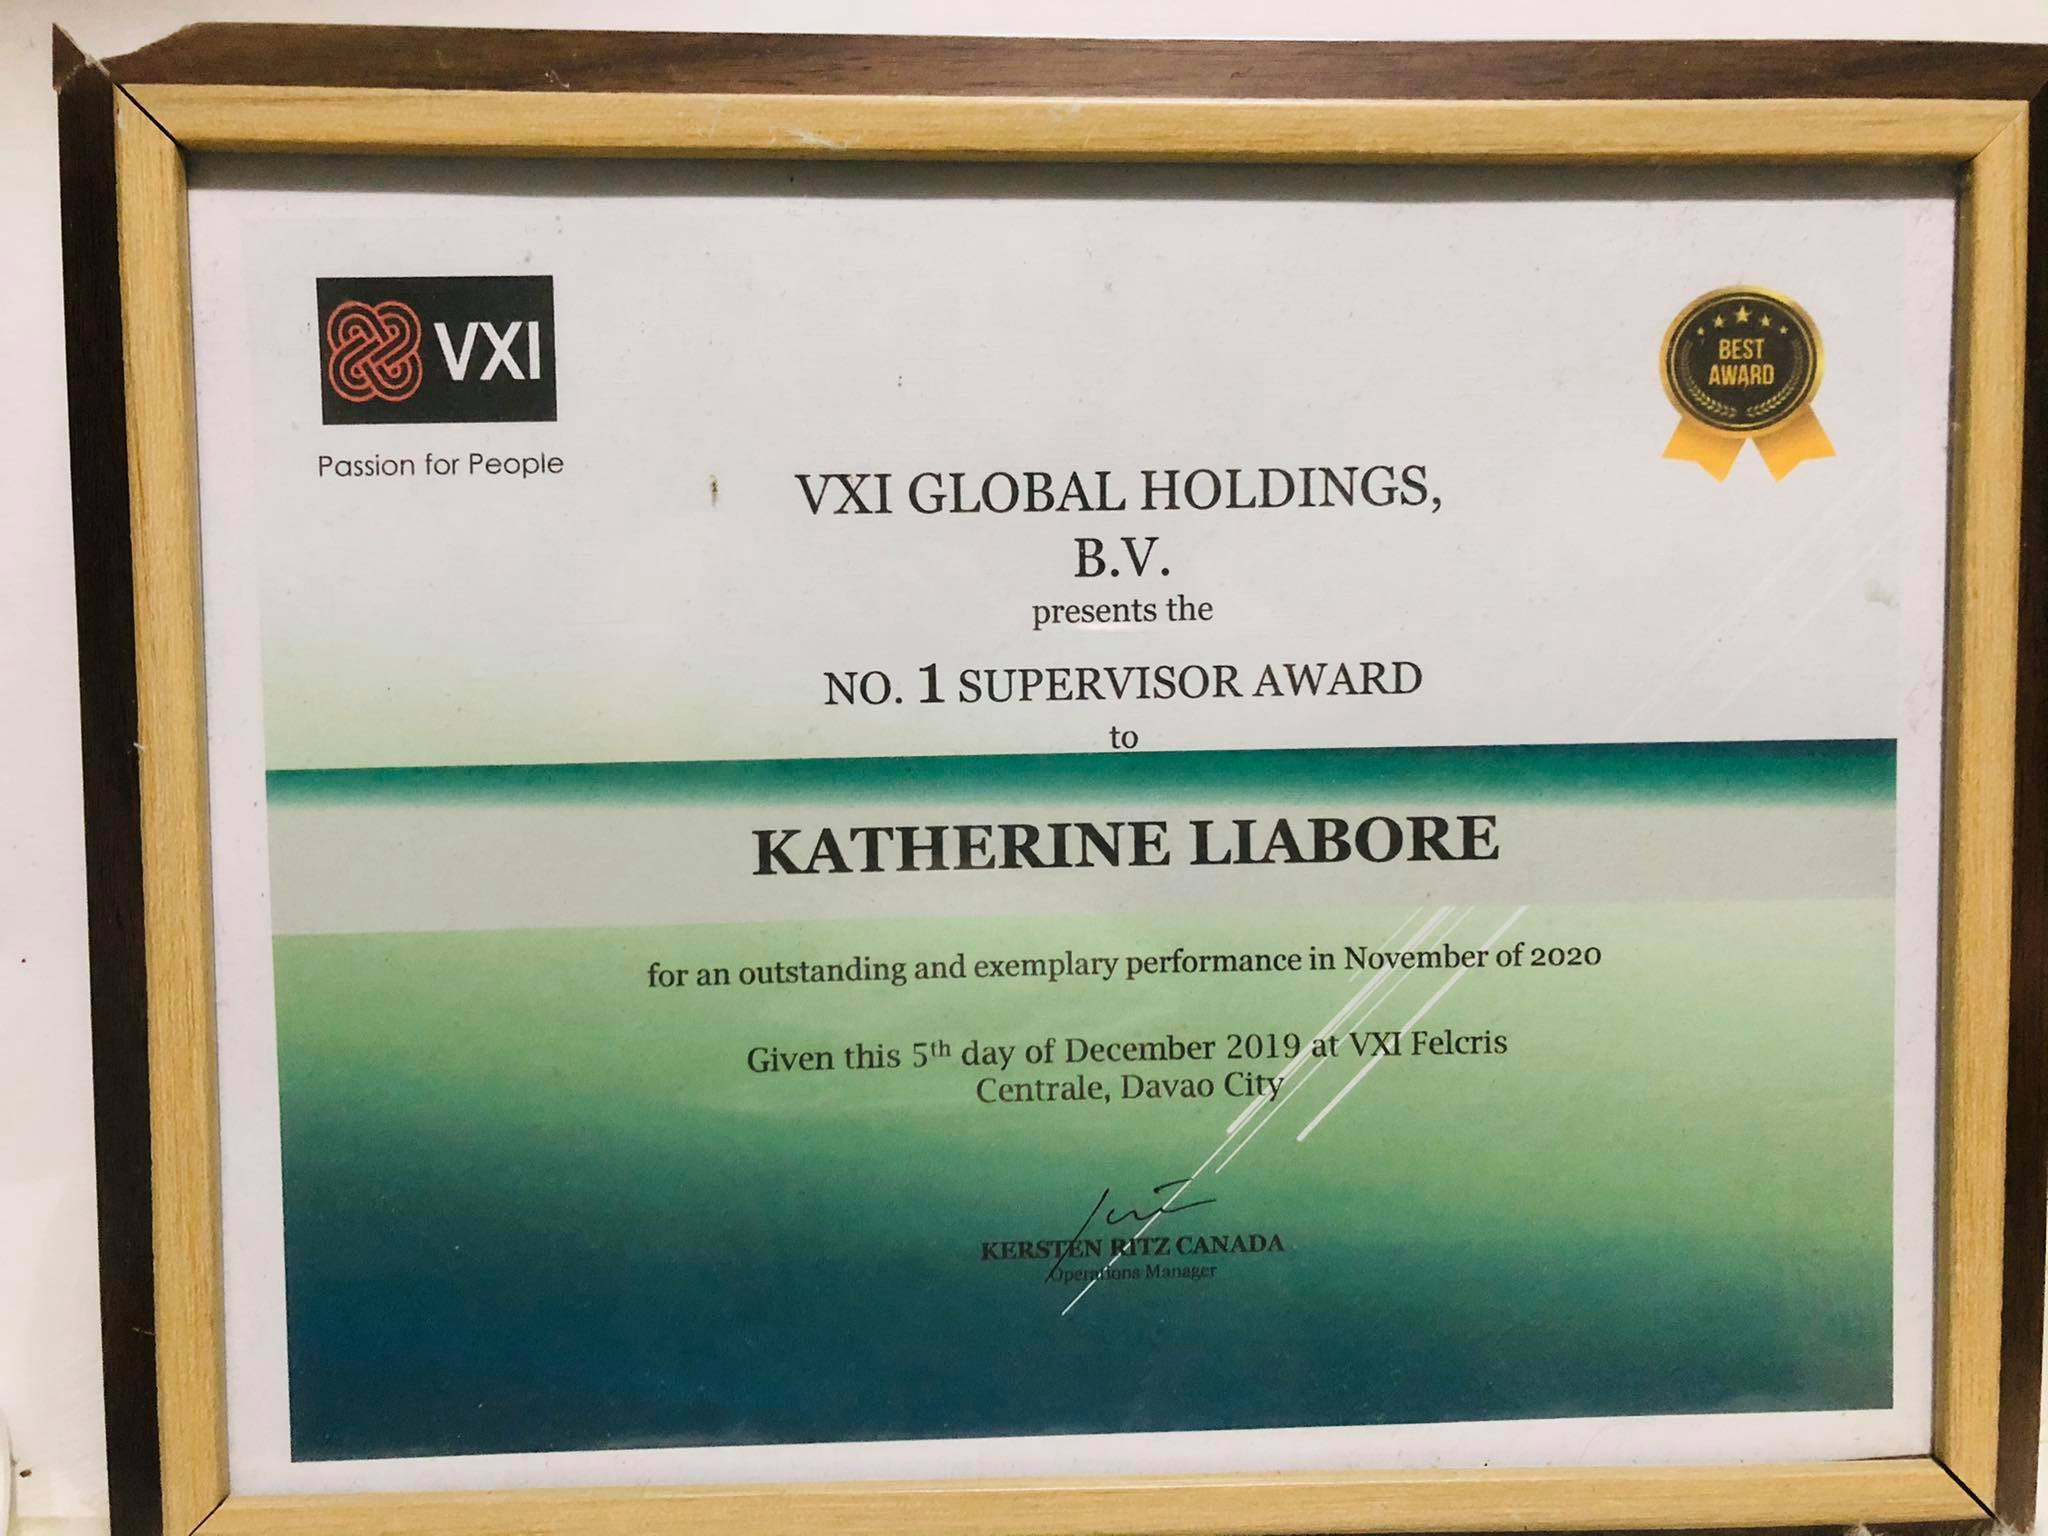 VXI
Passion for People
BEST
AWARD
VXI GLOBAL HOLDINGS,
B.V.
presents the
NO. 1 SUPERVISOR AWARD
to
KATHERINE LIABORE
for an outstanding and exemplary performance in November of 2020
Given this 5th day of December 2019 at VXI Felcris
Centrale, Davao City
KERSTEN RITZ CANADA
Operations Manager